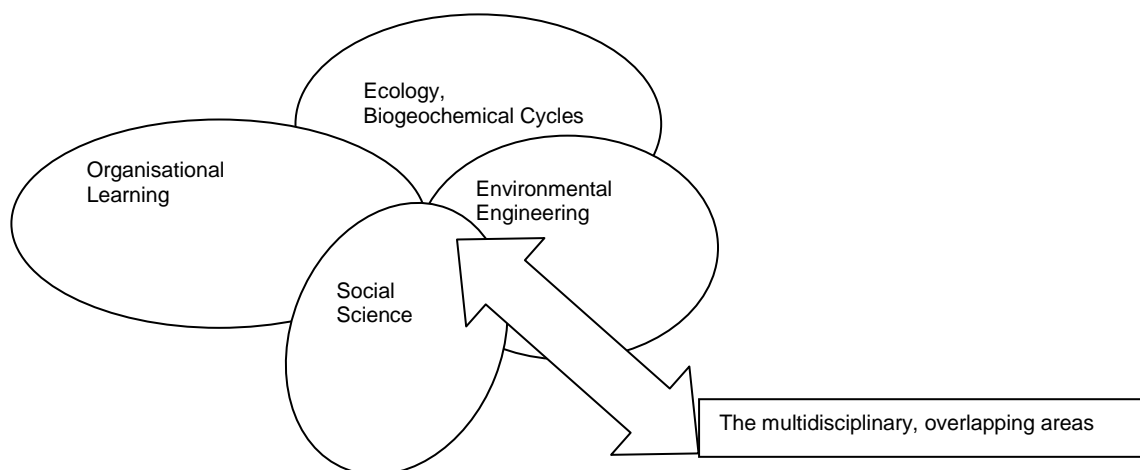 Ecology,
Biogeochemical Cycles
Organisational
Learning
Environmental
Engineering
Social
Science
The multidisciplinary, overlapping areas